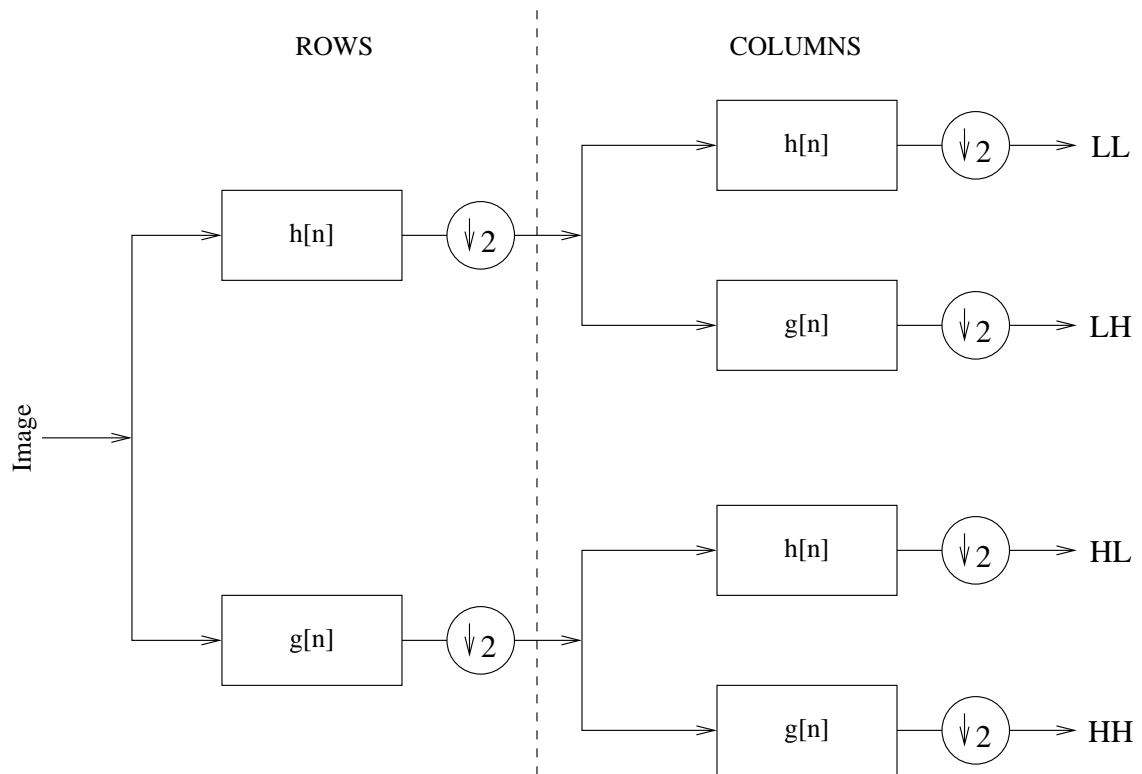 ROWS
COLUMNS
h[n]
↓2
LL
h[n]
↓2
g[n]
↓2
LH
Image
h[n]
↓2
HL
g[n]
↓2
g[n]
↓2
HH